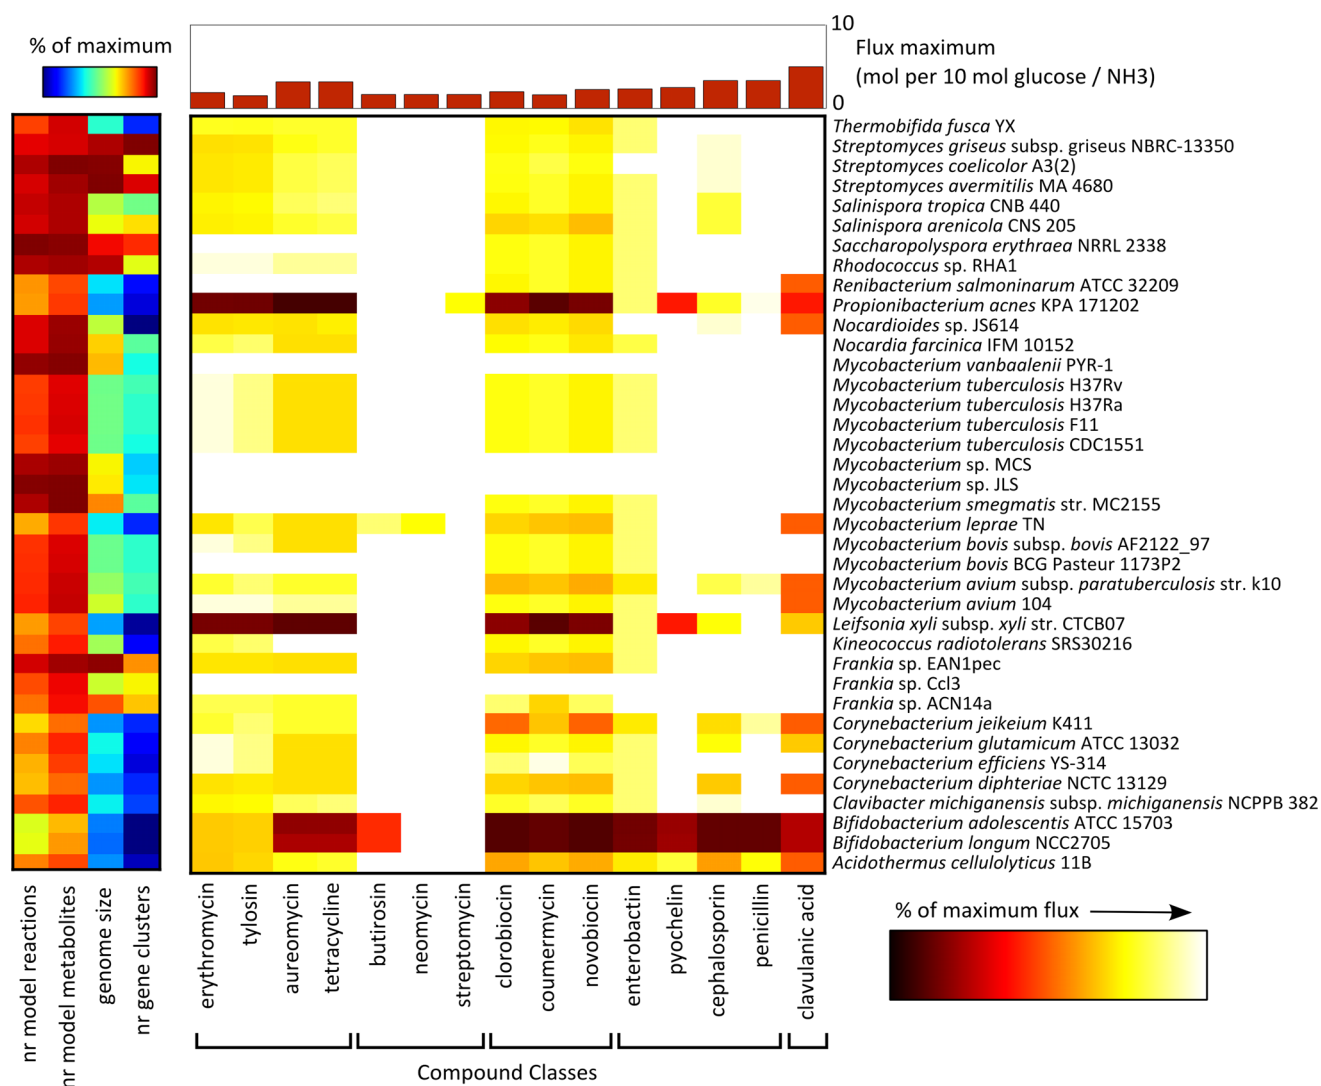 % of maximum
10
Flux maximum
(mol per 10 mol glucose / NH3)
0
Thermobifida fusca YX
Streptomyces griseus subsp. griseus NBRC-13350
Streptomyces coelicolor A3(2)
Streptomyces avermitilis MA 4680
Salinispora tropica CNB 440
Salinispora arenicola CNS 205
Saccharopolyspora erythraea NRRL 2338
Rhodococcus sp. RHA1
Renibacterium salmoninarum ATCC 32209
Propionibacterium acnes KPA 171202
Nocardioides sp. JS614
Nocardia farcinica IFM 10152
Mycobacterium vanbaalenii PYR-1
Mycobacterium tuberculosis H37Rv
Mycobacterium tuberculosis H37Ra
Mycobacterium tuberculosis F11
Mycobacterium tuberculosis CDC1551
Mycobacterium sp. MCS
Mycobacterium sp. JLS
Mycobacterium smegmatis str. MC2155
Mycobacterium leprae TN
Mycobacterium bovis subsp. bovis AF2122_97
Mycobacterium bovis BCG Pasteur 1173P2
Mycobacterium avium subsp. paratuberculosis str. k10
Mycobacterium avium 104
Leifsonia xyli subsp. xyli str. CTCB07
Kineococcus radiotolerans SRS30216
Frankia sp. EAN1pec
Frankia sp. Ccl3
Frankia sp. ACN14a
Corynebacterium jeikeium K411
Corynebacterium glutamicum ATCC 13032
Corynebacterium efficiens YS-314
Corynebacterium diphteriae NCTC 13129
Clavibacter michiganensis subsp. michiganensis NCPPB 382
Bifidobacterium adolescentis ATCC 15703
Bifidobacterium longum NCC2705
Acidothermus cellulolyticus 11B
nr model reactions
nr model metabolites
genome size
nr gene clusters
erythromycin
tylosin
aureomycin
tetracycline
butirosin
neomycin
streptomycin
clorobiocin
coumermycin
novobiocin
enterobactin
pyochelin
cephalosporin
penicillin
clavulanic acid
% of maximum flux
Compound Classes